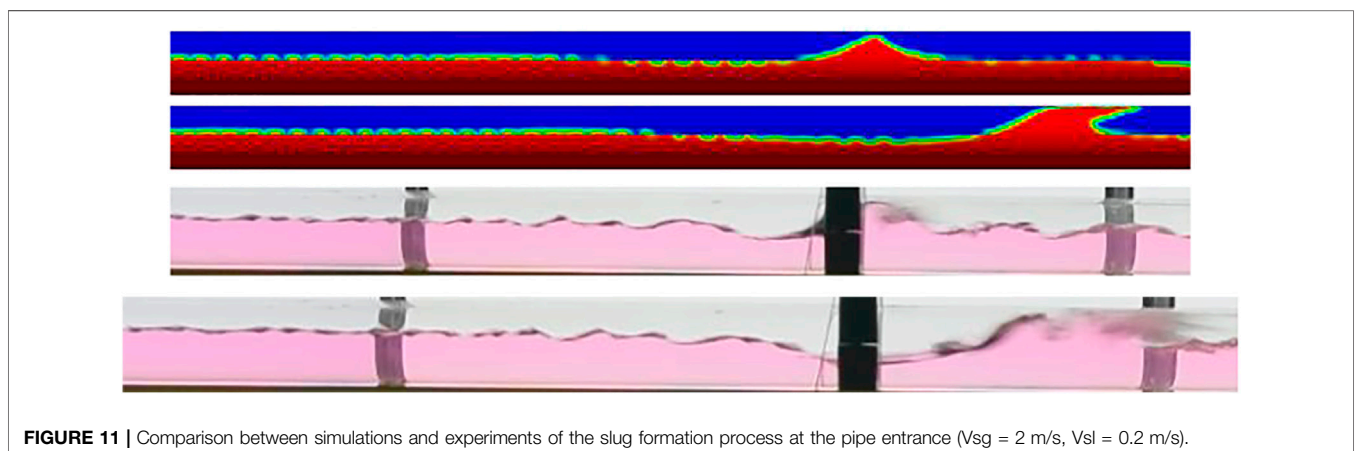 FIGURE 11 | Comparison between simulations and experiments of the slug formation process at the pipe entrance (Vsg = 2 m/s, Vsl = 0.2 m/s).